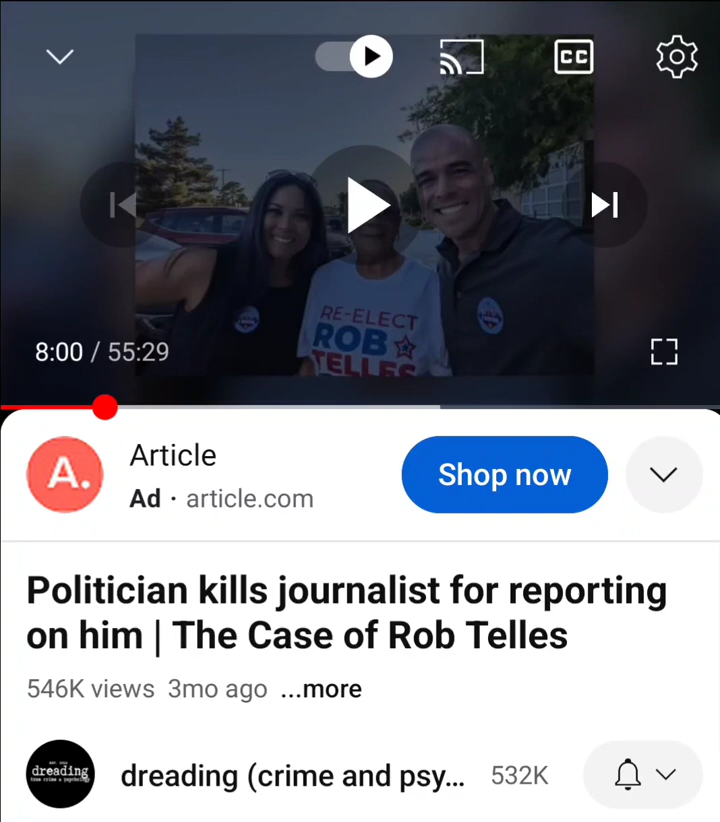 CC
RE-ELECT
ROB
TELLES
8:00 / 55:29
A.
Article
Ad · article.com
Shop now
Politician kills journalist for reporting
on him | The Case of Rob Telles
546K views 3mo ago ...more
dreading
dreading (crime and psy... 532K